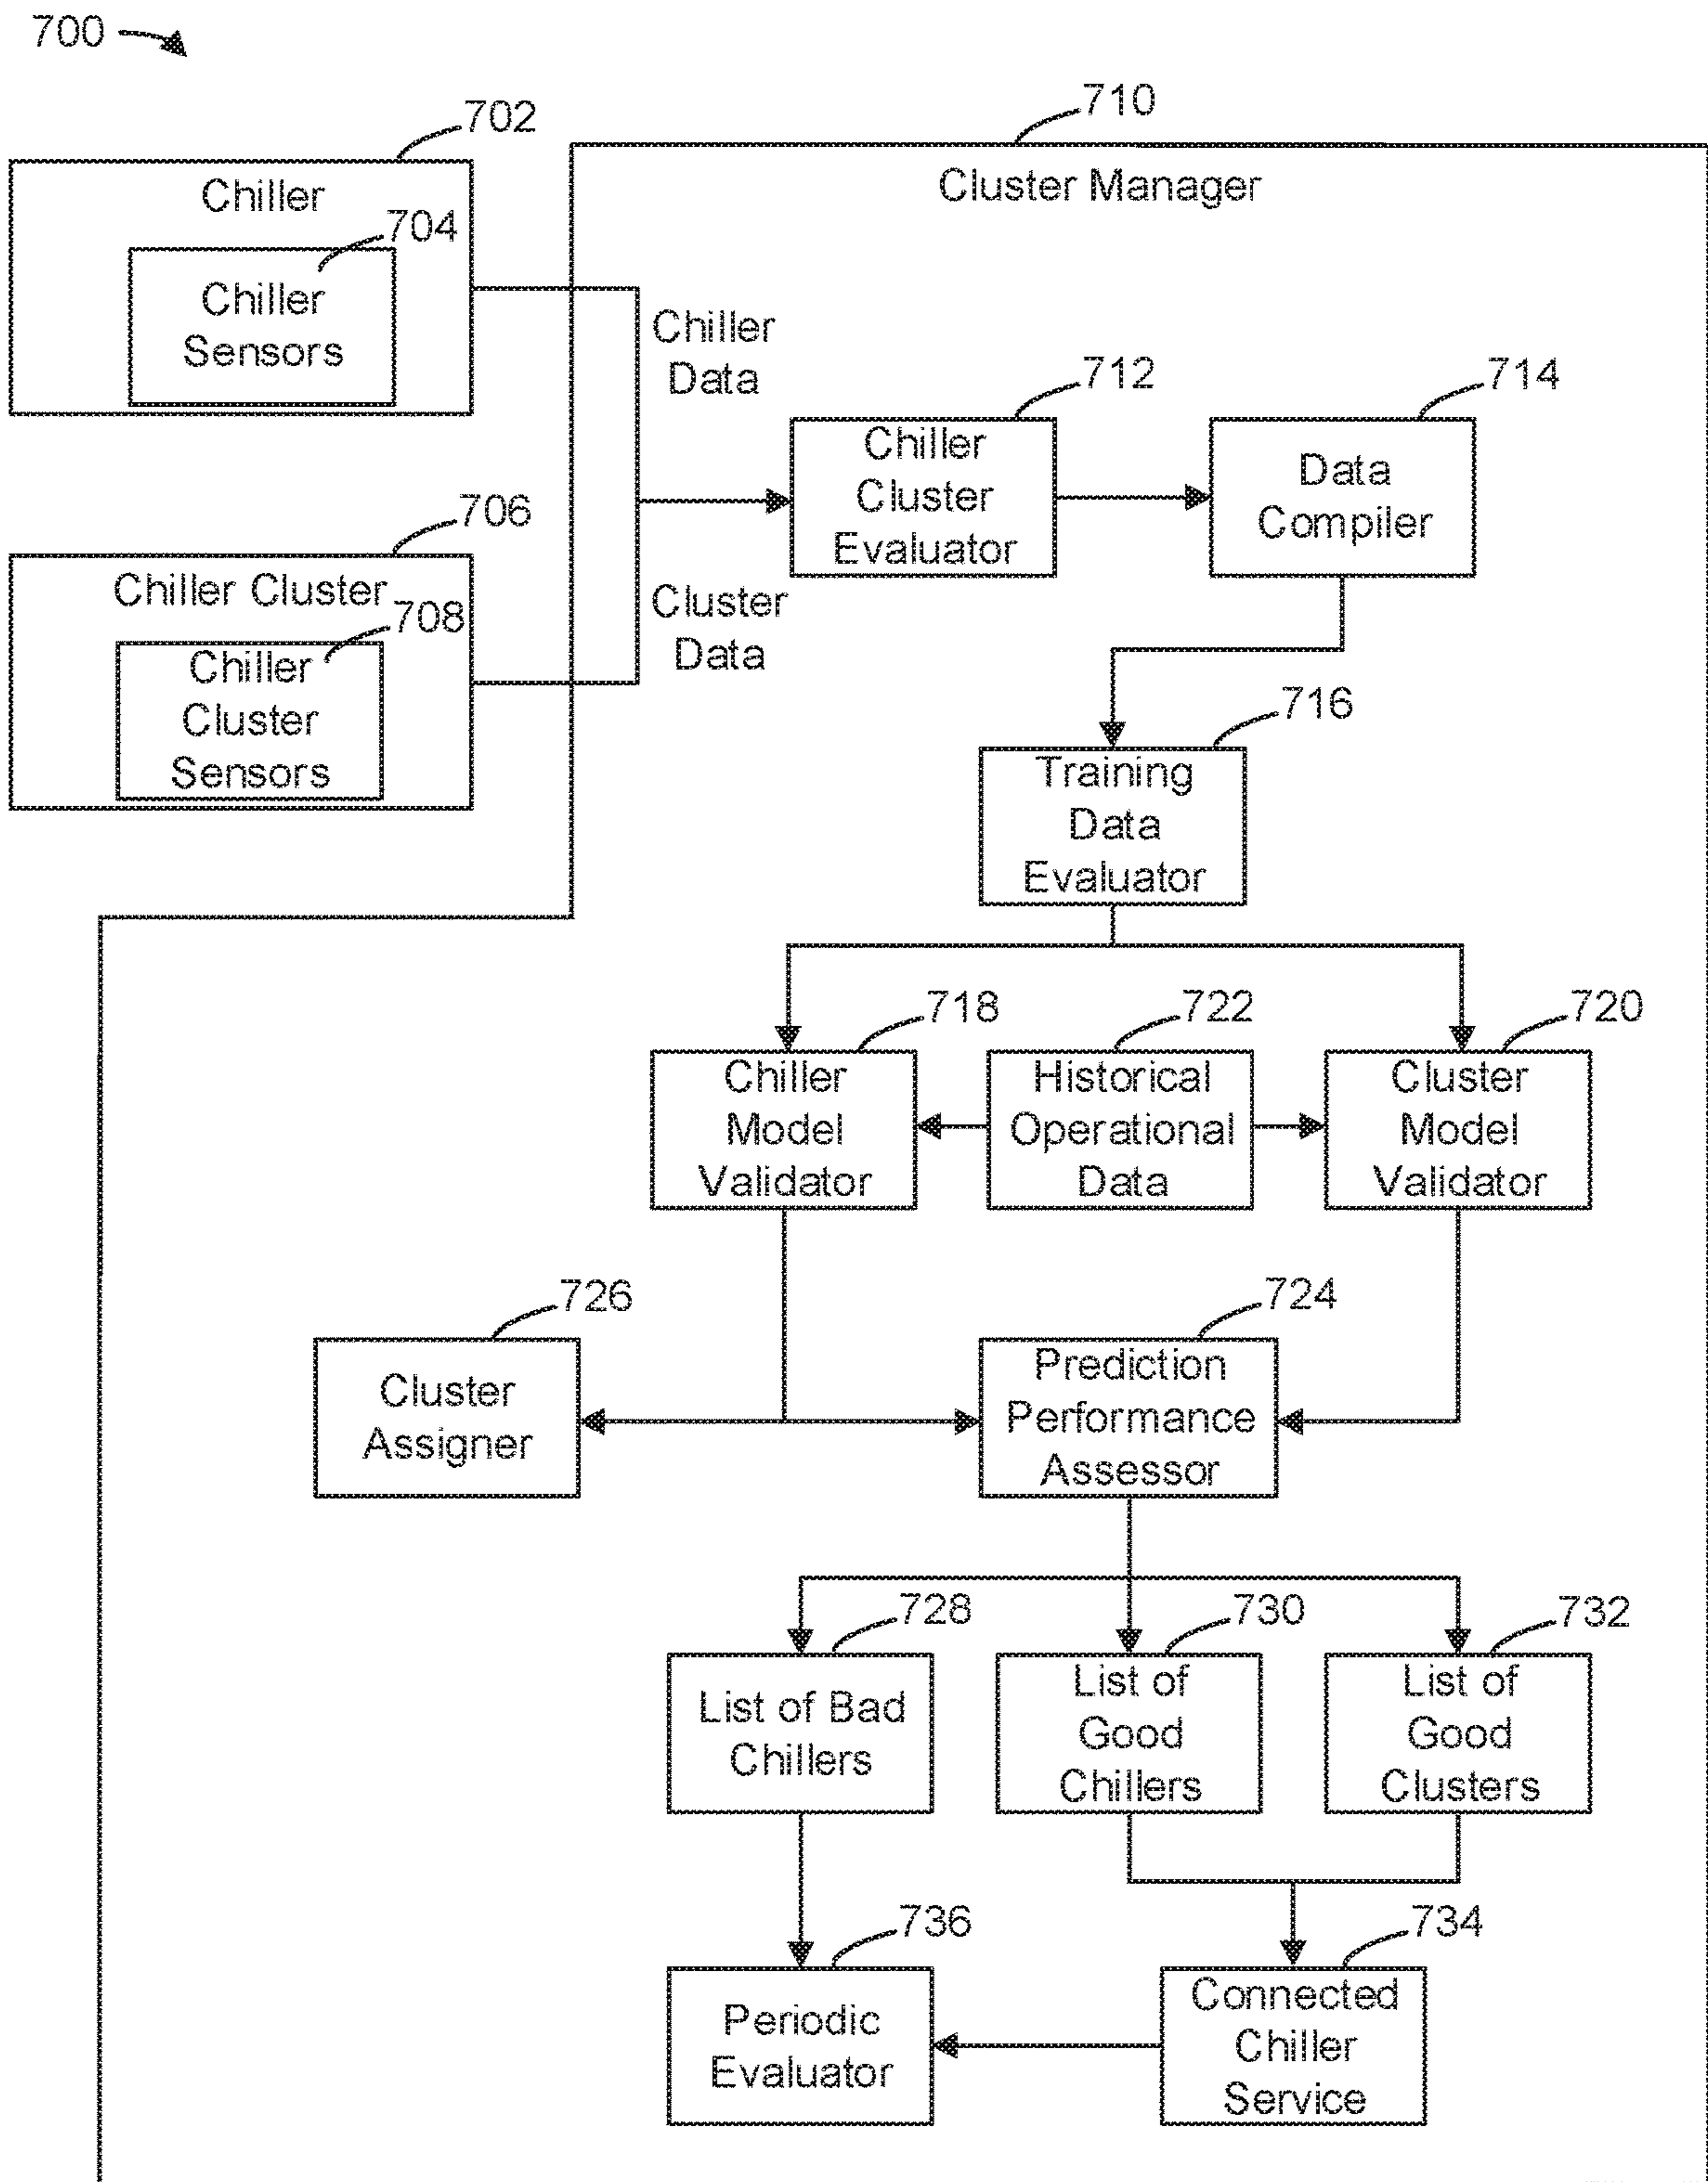 700
702
Chiller
704
Chiller
Sensors
706
Chiller Cluster
708
Chiller
Cluster
Sensors
710
Cluster Manager
Chiller
Data
Cluster
Data
712
Chiller
Cluster
Evaluator
714
Data
Compiler
716
Training
Data
Evaluator
718
Chiller
Model
Validator
722
Historical
Operational
Data
720
Cluster
Model
Validator
726
Cluster
Assigner
724
Prediction
Performance
Assessor
728
List of Bad
Chillers
730
List of
Good
Chillers
732
List of
Good
Clusters
736
Periodic
Evaluator
734
Connected
Chiller
Service